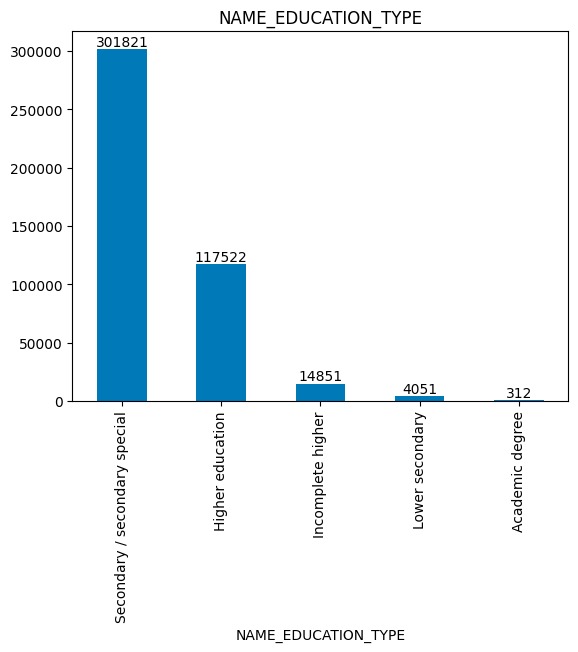 NAME_EDUCATION_TYPE
301821
300000
250000
200000
150000
117522
100000
50000
14851
4051
312
0
Secondary / secondary special
Higher education
Incomplete higher
Lower secondary
Academic degree
NAME_EDUCATION_TYPE